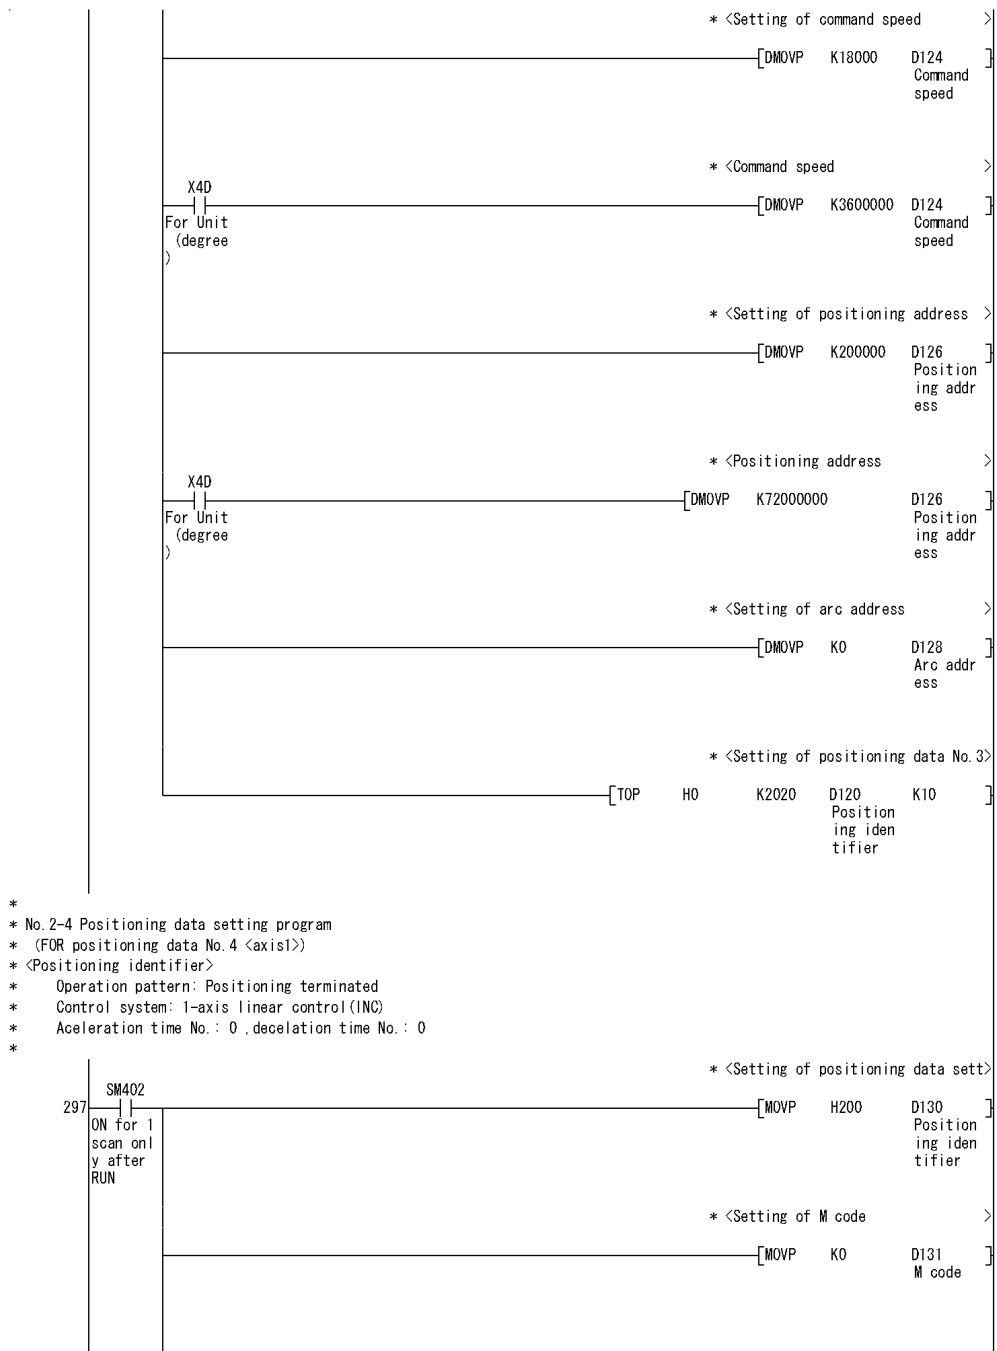 * <Setting of command speed >
[DMOVP K18000 D124 ]
Command
speed
* <Command speed >
X4D
[DMOVP K3600000 D124 ]
For Unit
(degree
)
Command
speed
* <Setting of positioning address >
[DMOVP K200000 D126 ]
Position
ing addr
ess
* <Positioning address >
X4D
[DMOVP K72000000 D126 ]
For Unit
(degree
)
Position
ing addr
ess
* <Setting of arc address >
[DMOVP K0 D128 ]
Arc addr
ess
* <Setting of positioning data No.3>
[TOP H0 K2020 D120 K10 ]
Position
ing iden
tifier
*
* No.2-4 Positioning data setting program
* (FOR positioning data No.4 <axis1>)
* <Positioning identifier>
* Operation pattern: Positioning terminated
* Control system: 1-axis linear control(INC)
* Aceleration time No.: 0 ,decelation time No.: 0
*
* <Setting of positioning data sett>
SM402
297 [MOVP H200 D130 ]
ON for 1
scan onl
y after
RUN
Position
ing iden
tifier
* <Setting of M code >
[MOVP K0 D131 ]
M code